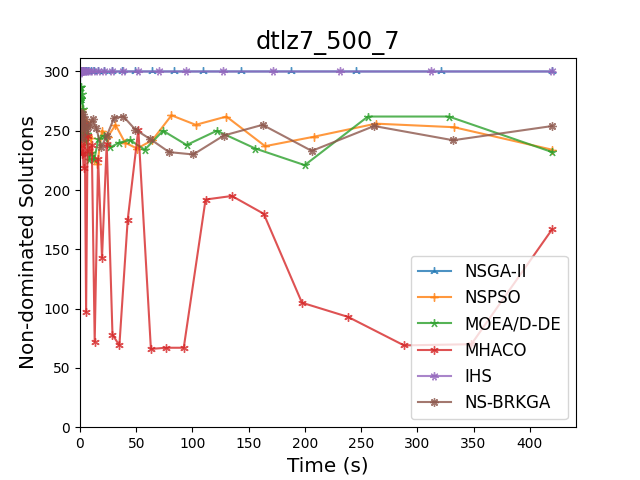 dtlz7_500_7
Non-dominated Solutions
300
250
200
150
100
50
0
0 50 100 150 200 250 300 350 400
Time (s)
NSGA-II
NSPSO
MOEA/D-DE
MHACO
IHS
NS-BRKGA